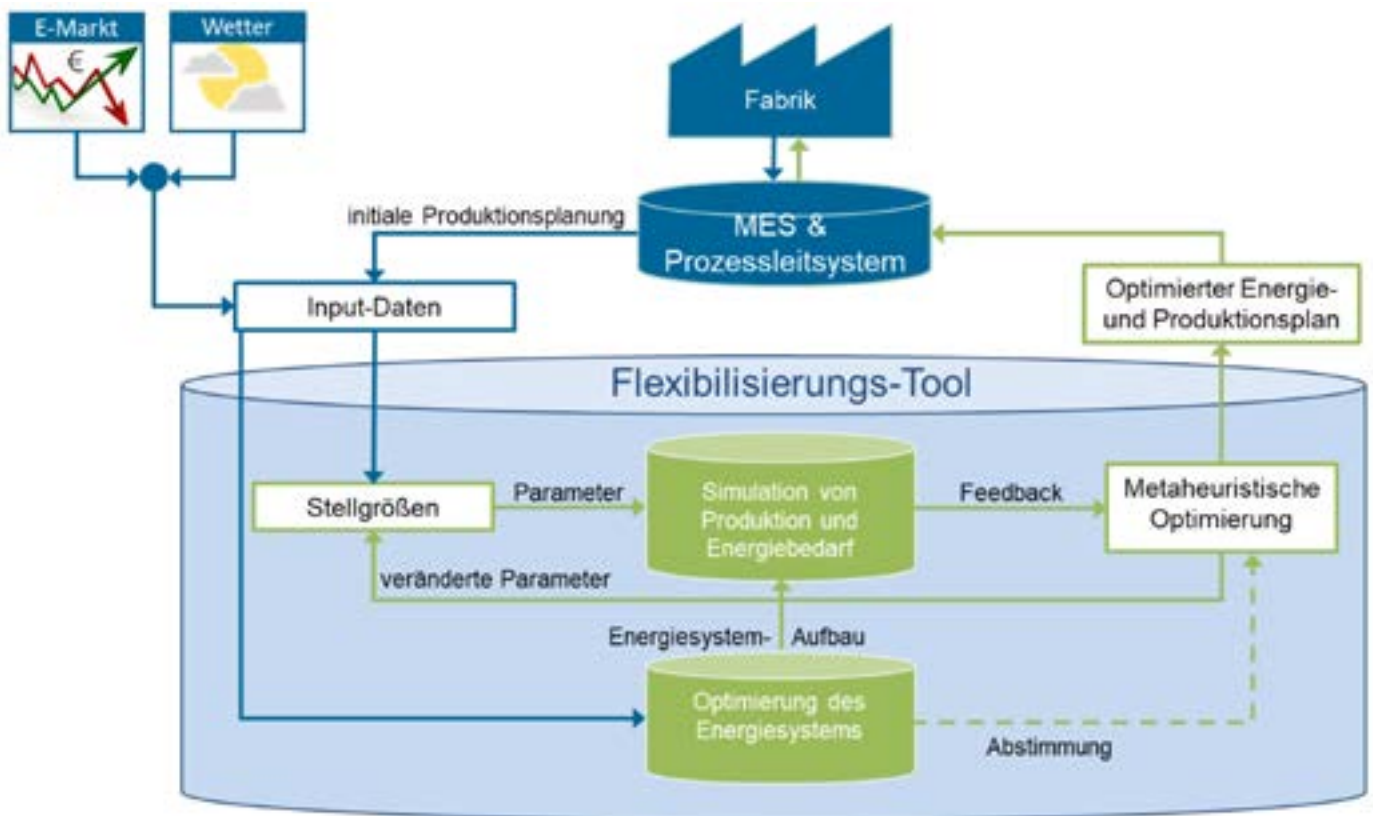 E-Markt
Wetter
€
Fabrik
initiale Produktionsplanung
MES &
Prozessleitsystem
Input-Daten
Optimierter Energie-
und Produktionsplan
Flexibilisierungs-Tool
Stellgrößen
Parameter
Simulation von
Produktion und
Energiebedarf
Feedback
Metaheuristische
Optimierung
veränderte Parameter
Energiesystem- Aufbau
Optimierung des
Energiesystems
Abstimmung